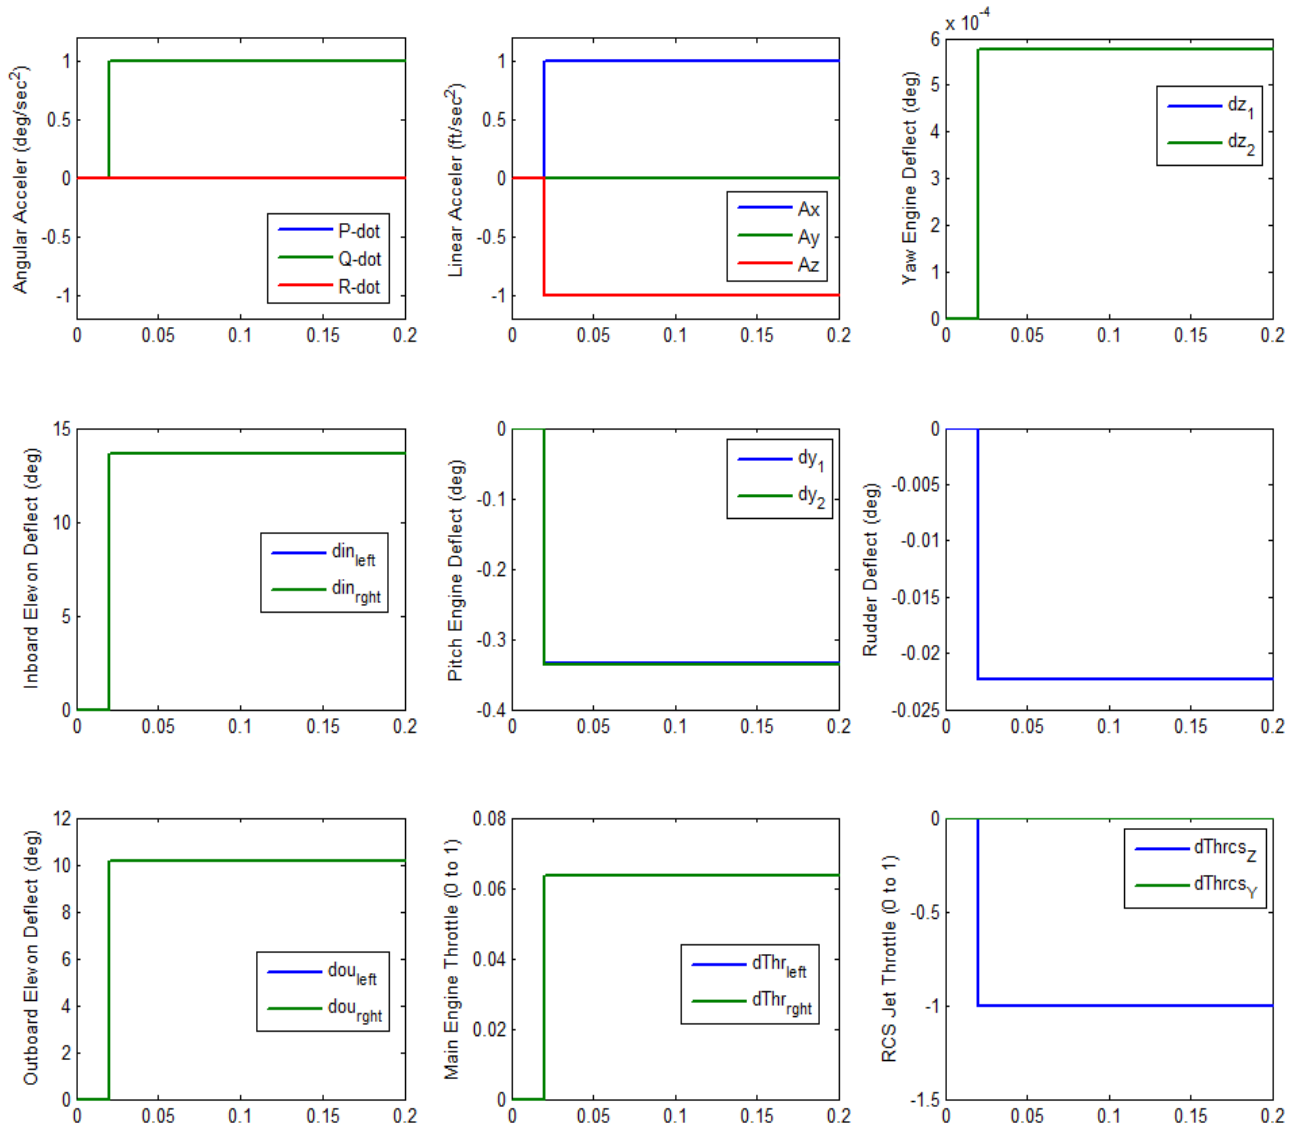 Angular Acceler (deg/sec²)
1
0.5
0
-0.5
-1
P-dot
Q-dot
R-dot
0 0.05 0.1 0.15 0.2
Linear Acceler (ft/sec²)
1
0.5
0
-0.5
-1
Ax
Ay
Az
0 0.05 0.1 0.15 0.2
x 10⁻⁴
Yaw Engine Deflect (deg)
6
5
4
3
2
1
0
dz₁
dz₂
0 0.05 0.1 0.15 0.2
Inboard Elevon Deflect (deg)
15
10
5
0
din_left
din_rght
0 0.05 0.1 0.15 0.2
Pitch Engine Deflect (deg)
0
-0.1
-0.2
-0.3
-0.4
dy₁
dy₂
0 0.05 0.1 0.15 0.2
Rudder Deflect (deg)
0
-0.005
-0.01
-0.015
-0.02
-0.025
0 0.05 0.1 0.15 0.2
Outboard Elevon Deflect (deg)
12
10
8
6
4
2
0
dou_left
dou_rght
0 0.05 0.1 0.15 0.2
Main Engine Throttle (0 to 1)
0.08
0.06
0.04
0.02
0
dThr_left
dThr_rght
0 0.05 0.1 0.15 0.2
RCS Jet Throttle (0 to 1)
0
-0.5
-1
-1.5
dThrcs_Z
dThrcs_Y
0 0.05 0.1 0.15 0.2